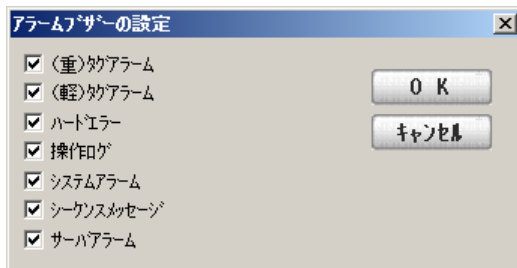 ｱﾗｰﾑﾌﾞｻﾞｰの設定
(重)ﾀｸﾞｱﾗｰﾑ
(軽)ﾀｸﾞｱﾗｰﾑ
ﾊｰﾄﾞｴﾗｰ
操作ﾛｸﾞ
ｼｽﾃﾑｱﾗｰﾑ
ｼｰｹﾝｽﾒｯｾｰｼﾞ
ｻｰﾊﾞｱﾗｰﾑ
O K
ｷｬﾝｾﾙ